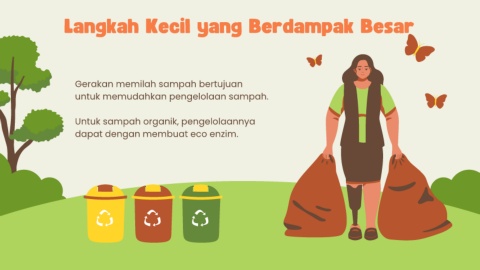 Langkah Kecil yang Berdampak Besar
Gerakan memilah sampah bertujuan
untuk memudahkan pengelolaan sampah.
Untuk sampah organik, pengelolaannya
dapat dengan membuat eco enzim.